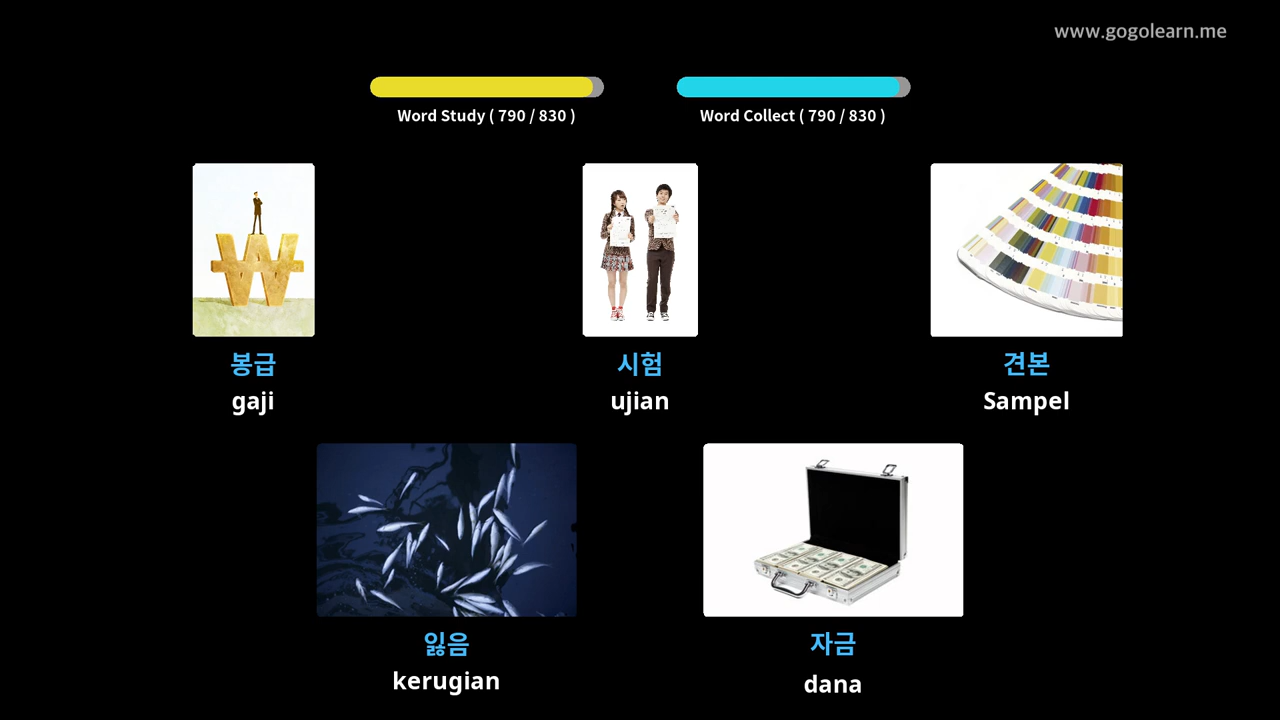 www.gogolearn.me
Word Study ( 790 / 830 )
Word Collect ( 790 / 830 )
봉급
gaji
시험
ujian
견본
Sampel
잃음
kerugian
자금
dana